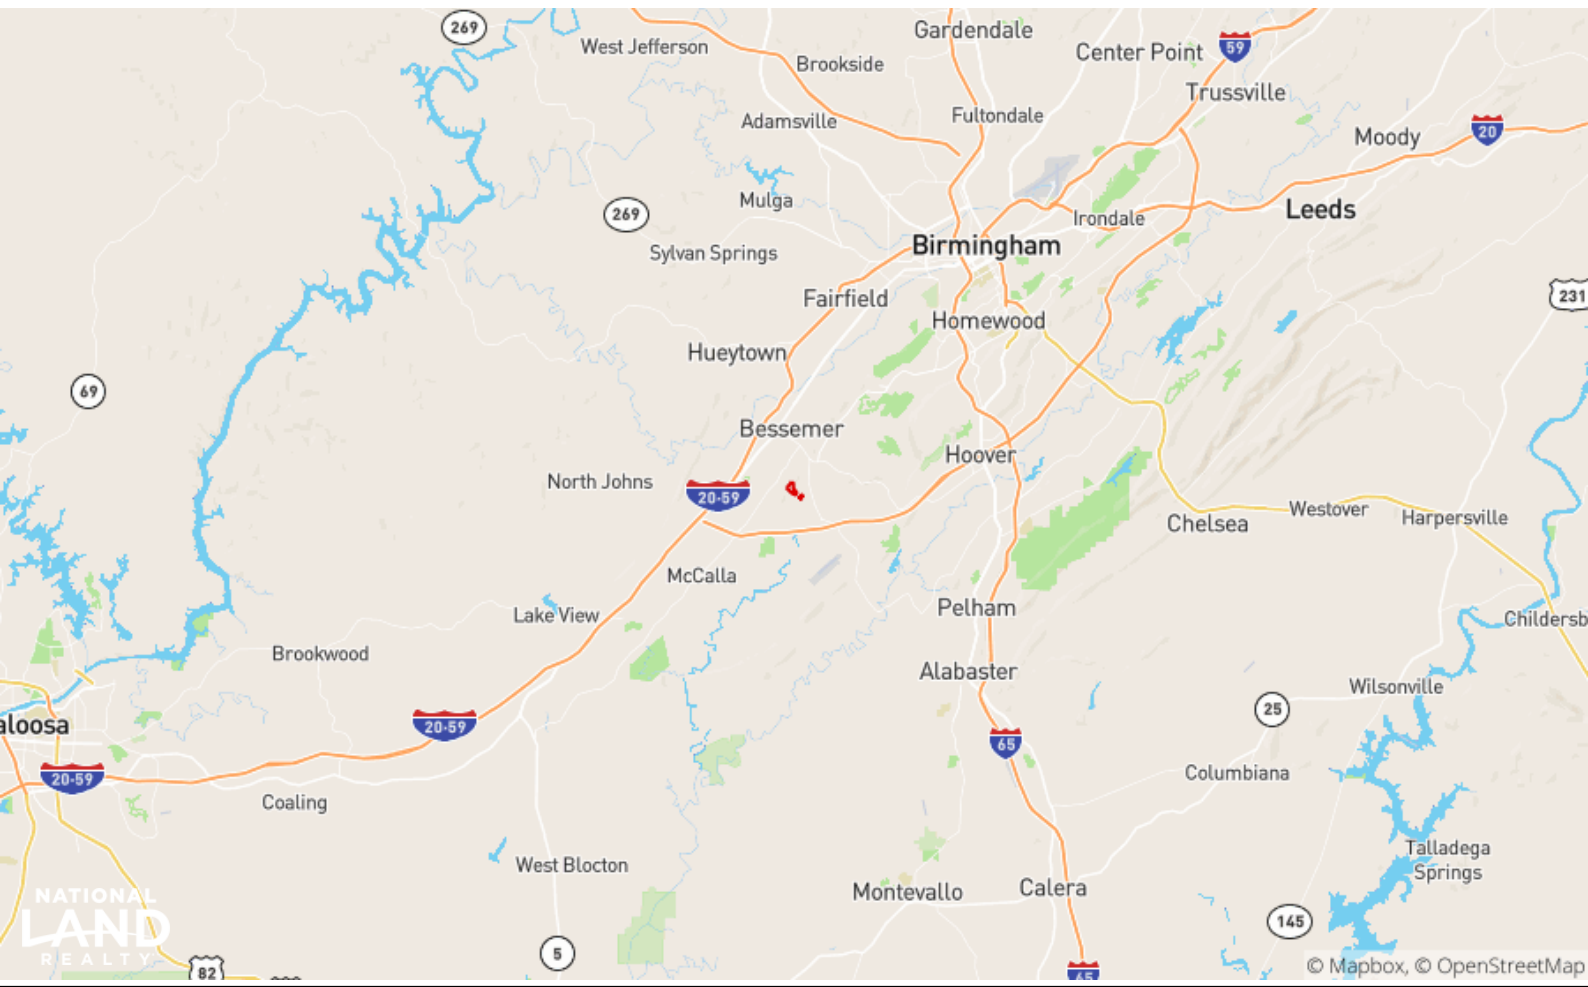 269
West Jefferson
Gardendale
Center Point
59
Brookside
Trussville
Adamsville
Fultondale
Moody
20
Mulga
269
Irondale
Leeds
Sylvan Springs
Birmingham
Fairfield
231
Homewood
Hueytown
69
Bessemer
Hoover
North Johns
20-59
Chelsea
Westover
Harpersville
McCalla
Lake View
Pelham
Childersb
Brookwood
Alabaster
Wilsonville
25
aloosa
20-59
65
20-59
Columbiana
Coaling
Talladega
Springs
West Blocton
Montevallo
Calera
NATIONAL
LAND
REALTY
145
5
82
65
© Mapbox, © OpenStreetMap